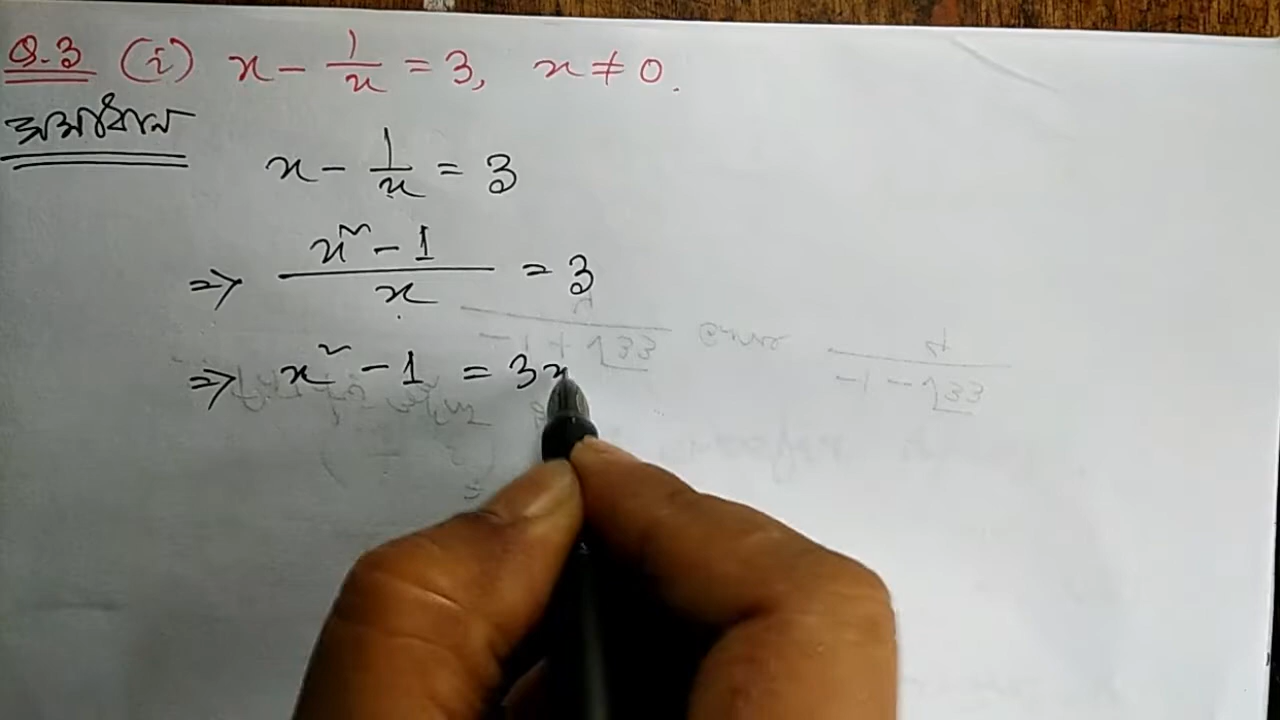 Q.3 (i) x - 1/x = 3, x ≠ 0.
সমাধান
x - 1/x = 3
⇒ (x² - 1)/x = 3
⇒ x² - 1 = 3x